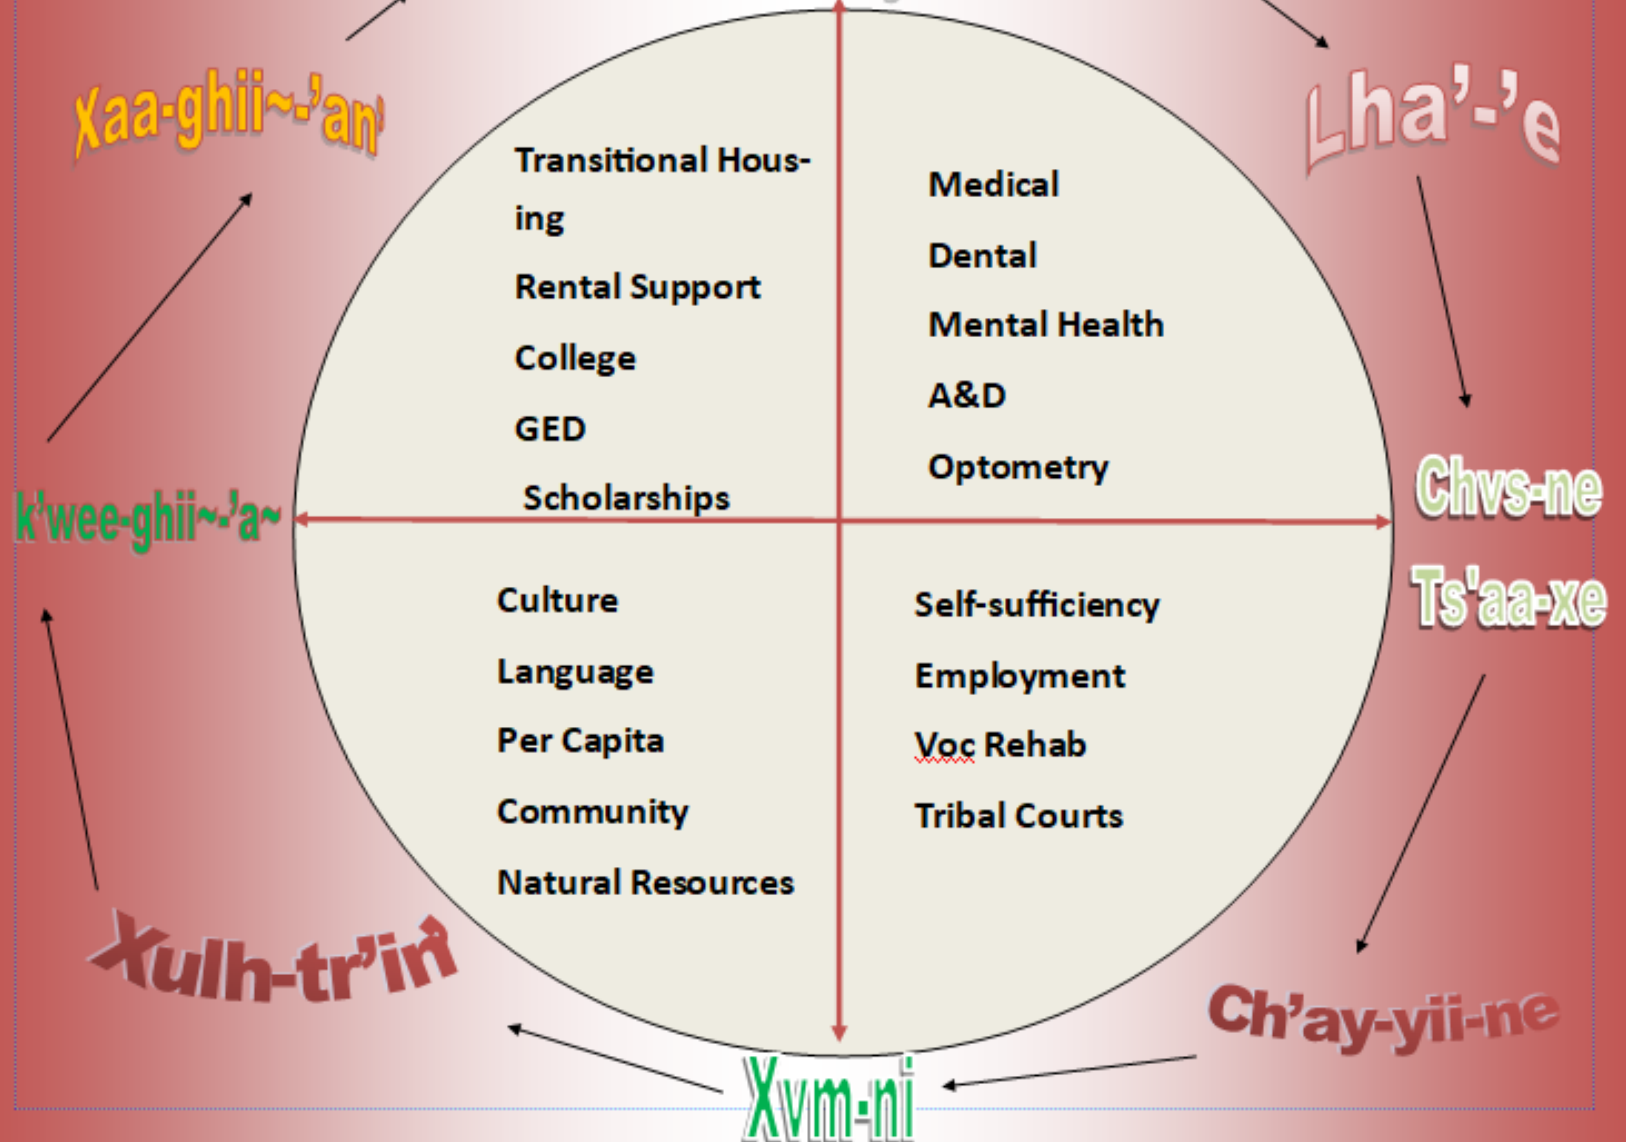 Xaa-ghii~-’an’
Lha’-’e
Transitional Hous-
ing
Rental Support
College
GED
Scholarships
Medical
Dental
Mental Health
A&D
Optometry
k’wee-ghii~-’a~
Chvs-ne
Ts'aa-xe
Culture
Language
Per Capita
Community
Natural Resources
Self-sufficiency
Employment
Voc Rehab
Tribal Courts
Xulh-tr’in’
Ch’ay-yii-ne
Xvm-ni